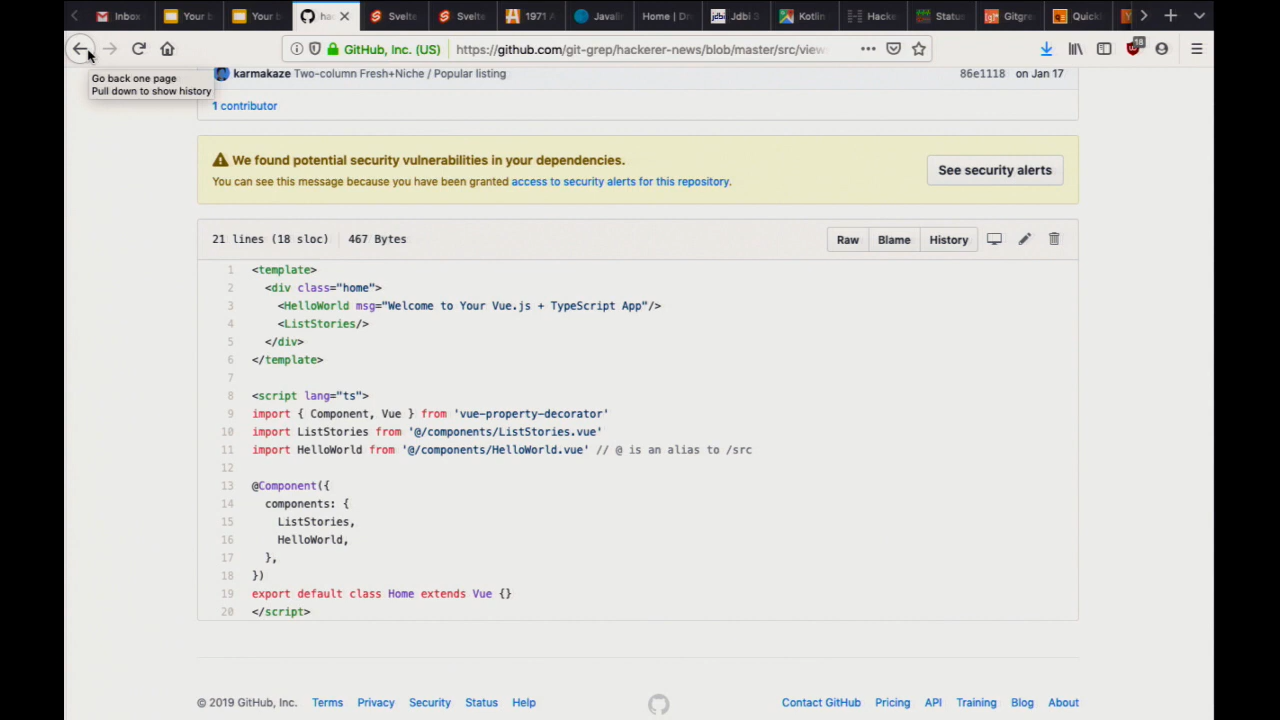 Inbox Your b Your b ha Svelte Svelte 1971 A Javalin Home | Dr Jdbi 3 Kotlin Hacke Status Gitgre Quick
GitHub, Inc. (US) https://github.com/git-grep/hackerer-news/blob/master/src/view
18
Go back one page
Pull down to show history
karmakaze Two-column Fresh+Niche / Popular listing 86e1118 on Jan 17
1 contributor
We found potential security vulnerabilities in your dependencies.
You can see this message because you have been granted access to security alerts for this repository.
See security alerts
21 lines (18 sloc) 467 Bytes Raw Blame History
1 <template>
2 <div class="home">
3 <HelloWorld msg="Welcome to Your Vue.js + TypeScript App"/>
4 <ListStories/>
5 </div>
6 </template>
7
8 <script lang="ts">
9 import { Component, Vue } from 'vue-property-decorator'
10 import ListStories from '@/components/ListStories.vue'
11 import HelloWorld from '@/components/HelloWorld.vue' // @ is an alias to /src
12
13 @Component({
14 components: {
15 ListStories,
16 HelloWorld,
17 },
18 })
19 export default class Home extends Vue {}
20 </script>
© 2019 GitHub, Inc. Terms Privacy Security Status Help Contact GitHub Pricing API Training Blog About